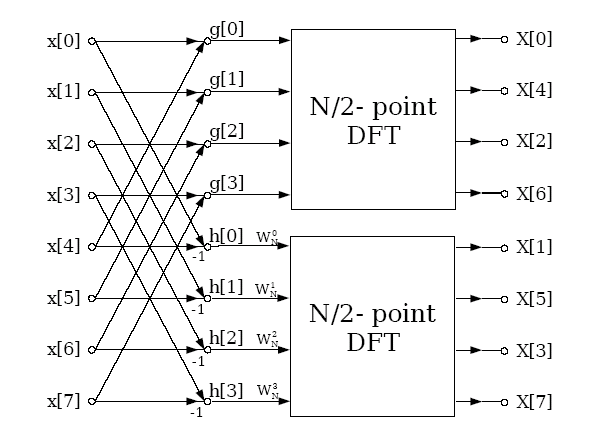 x[0] g[0] X[0]
x[1] g[1] X[4]
N/2- point
DFT
x[2] g[2] X[2]
x[3] g[3] X[6]
x[4] -1 h[0] W_N^0 X[1]
x[5] -1 h[1] W_N^1 X[5]
N/2- point
DFT
x[6] -1 h[2] W_N^2 X[3]
x[7] -1 h[3] W_N^3 X[7]